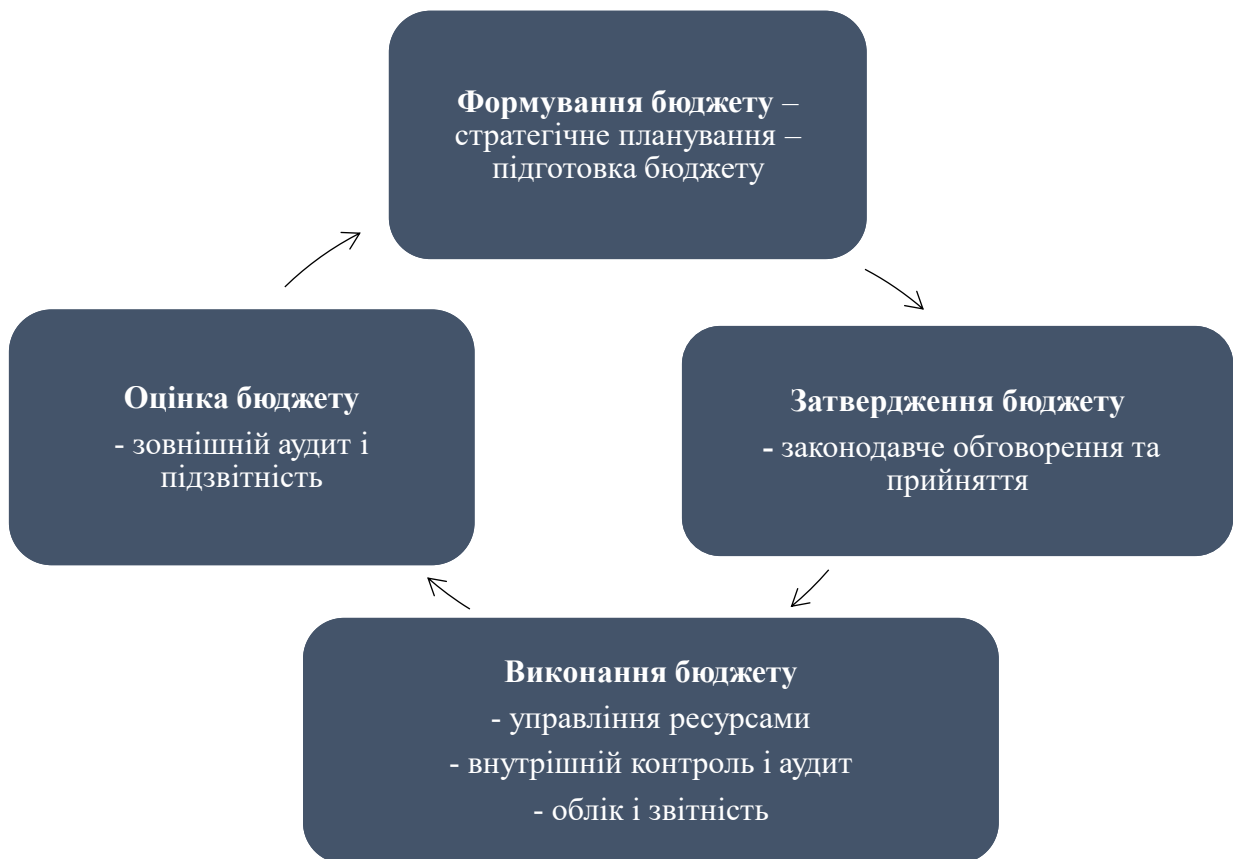 Формування бюджету –
стратегічне планування –
підготовка бюджету
Оцінка бюджету
- зовнішній аудит і
підзвітність
Затвердження бюджету
- законодавче обговорення та
прийняття
Виконання бюджету
- управління ресурсами
- внутрішній контроль і аудит
- облік і звітність